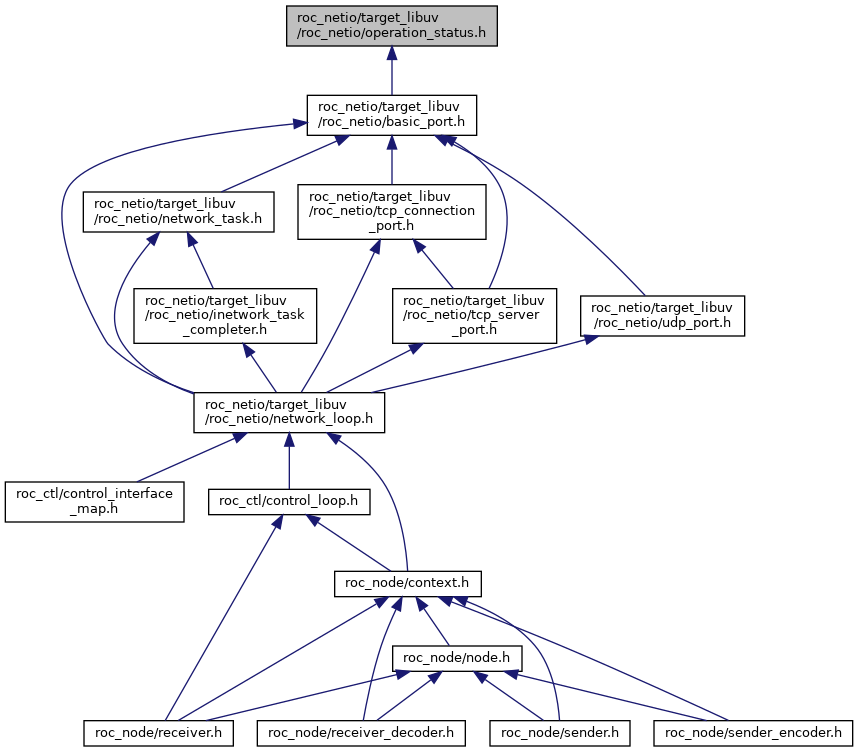 roc_netio/target_libuv
/roc_netio/operation_status.h
roc_netio/target_libuv
/roc_netio/basic_port.h
roc_netio/target_libuv
/roc_netio/network_task.h
roc_netio/target_libuv
/roc_netio/tcp_connection
_port.h
roc_netio/target_libuv
/roc_netio/inetwork_task
_completer.h
roc_netio/target_libuv
/roc_netio/tcp_server
_port.h
roc_netio/target_libuv
/roc_netio/udp_port.h
roc_netio/target_libuv
/roc_netio/network_loop.h
roc_ctl/control_interface
_map.h
roc_ctl/control_loop.h
roc_node/context.h
roc_node/node.h
roc_node/receiver.h
roc_node/receiver_decoder.h
roc_node/sender.h
roc_node/sender_encoder.h